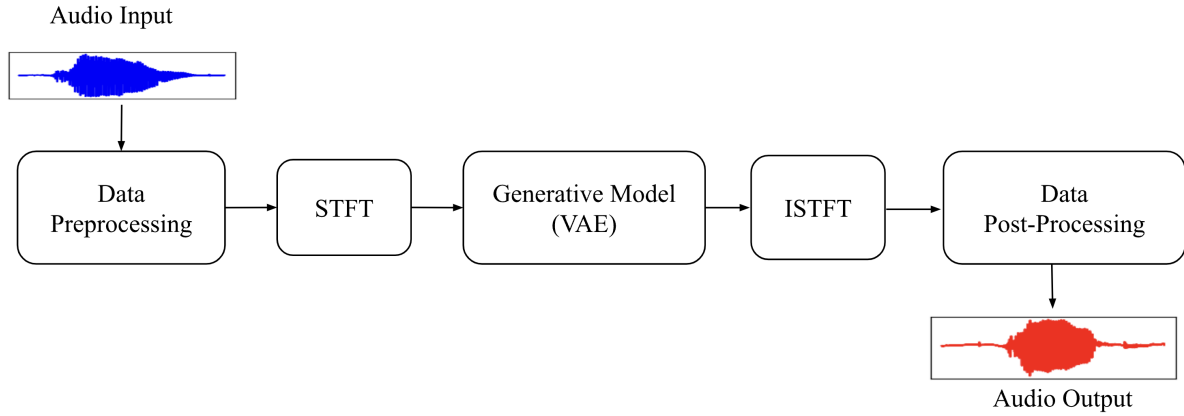 Audio Input
Data
Preprocessing
STFT
Generative Model
(VAE)
ISTFT
Data
Post-Processing
Audio Output